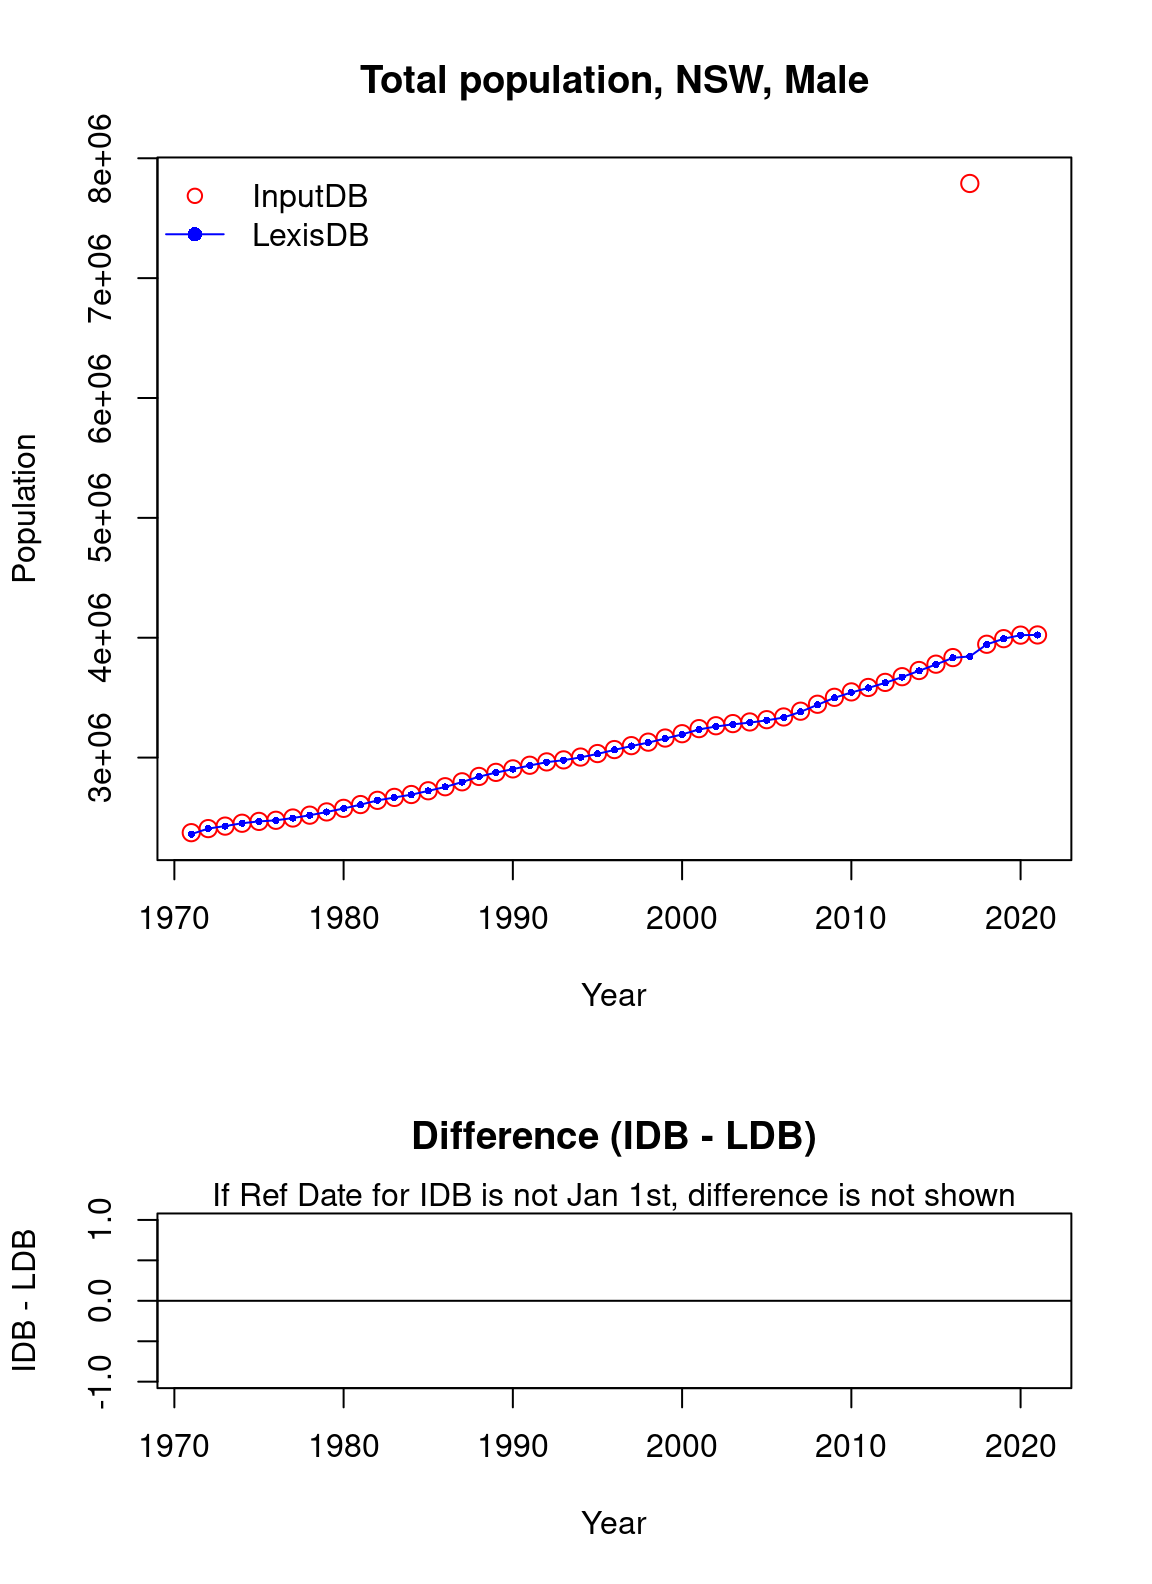 Total population, NSW, Male
8e+06
7e+06
6e+06
5e+06
4e+06
3e+06
Population
InputDB
LexisDB
1970 1980 1990 2000 2010 2020
Year
Difference (IDB - LDB)
If Ref Date for IDB is not Jan 1st, difference is not shown
1.0
0.0
-1.0
IDB - LDB
1970 1980 1990 2000 2010 2020
Year